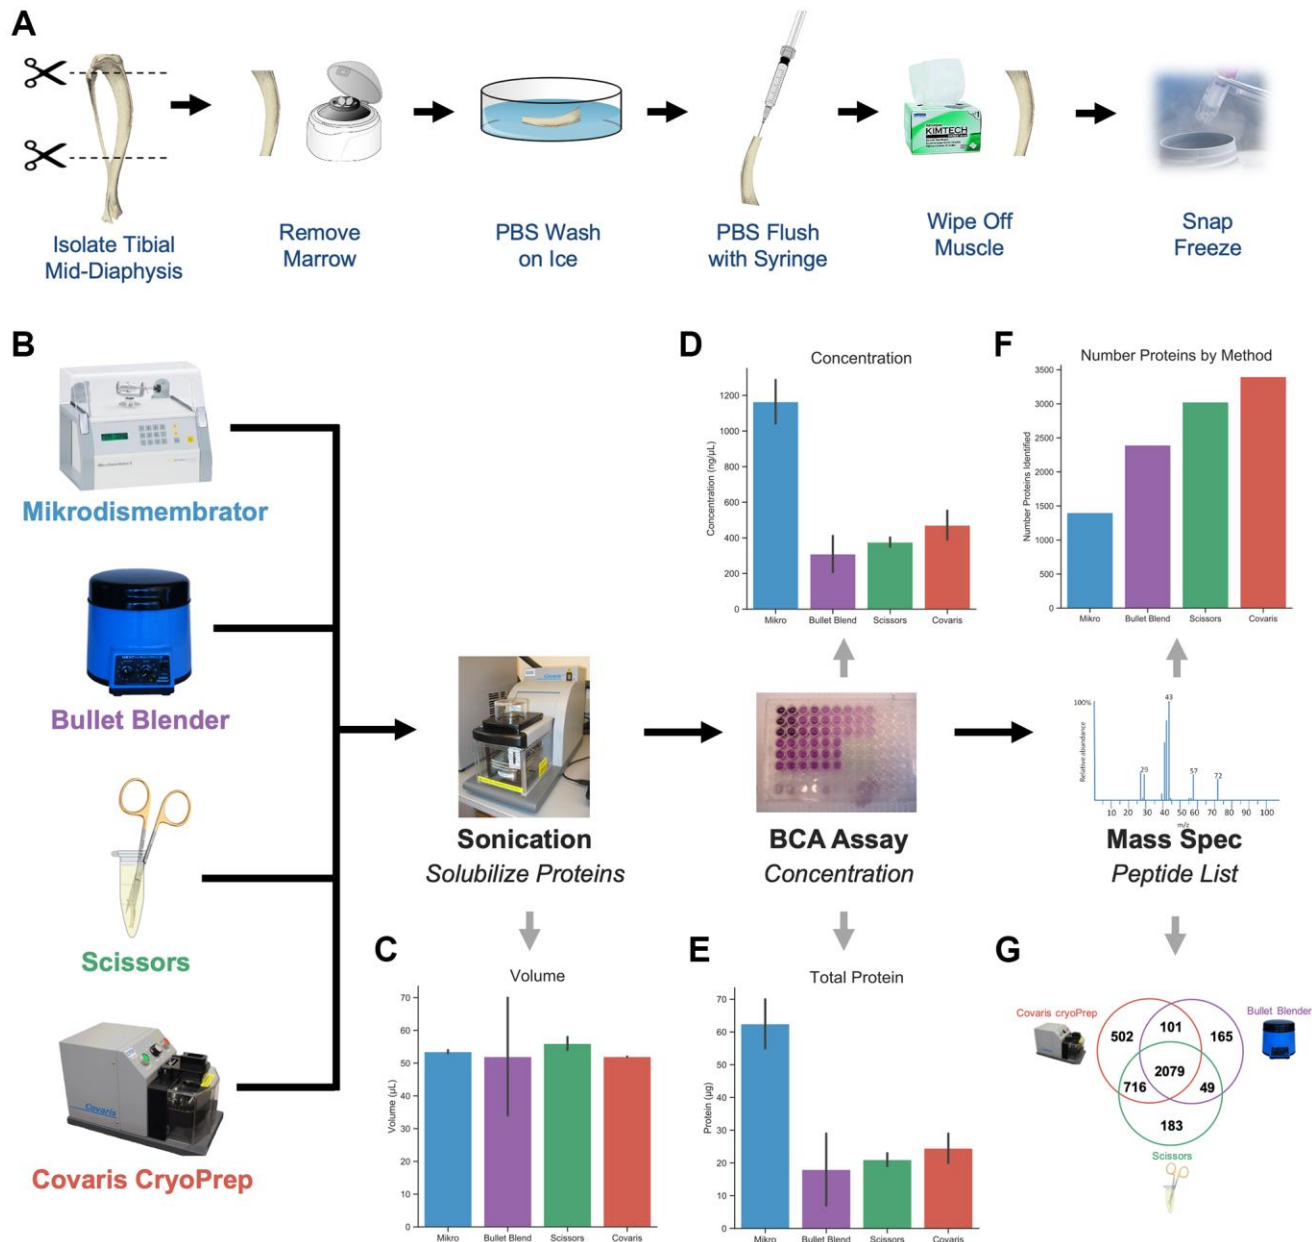 A
Isolate Tibial
Mid-Diaphysis
Remove
Marrow
PBS Wash
on Ice
PBS Flush
with Syringe
KIMTECH
Wipe Off
Muscle
Snap
Freeze
B
Mikrodismembrator
Bullet Blender
Scissors
Covaris
Covaris CryoPrep
Covaris
Sonication
Solubilize Proteins
BCA Assay
Concentration
100%
Relative abundance
43
29
57
72
10 20 30 40 50 60 70 80 90 100
m/z
Mass Spec
Peptide List
C
Volume
Volume (µL)
70
60
50
40
30
20
10
0
Mikro Bullet Blend Scissors Covaris
D
Concentration
Concentration (ng/µL)
1200
1000
800
600
400
200
0
Mikro Bullet Blend Scissors Covaris
E
Total Protein
Protein (µg)
70
60
50
40
30
20
10
0
Mikro Bullet Blend Scissors Covaris
F
Number Proteins by Method
Number Proteins Identified
3500
3000
2500
2000
1500
1000
500
0
Mikro Bullet Blend Scissors Covaris
G
Covaris cryoPrep
Bullet Blender
502 101 165
2079
716 49
183
Scissors